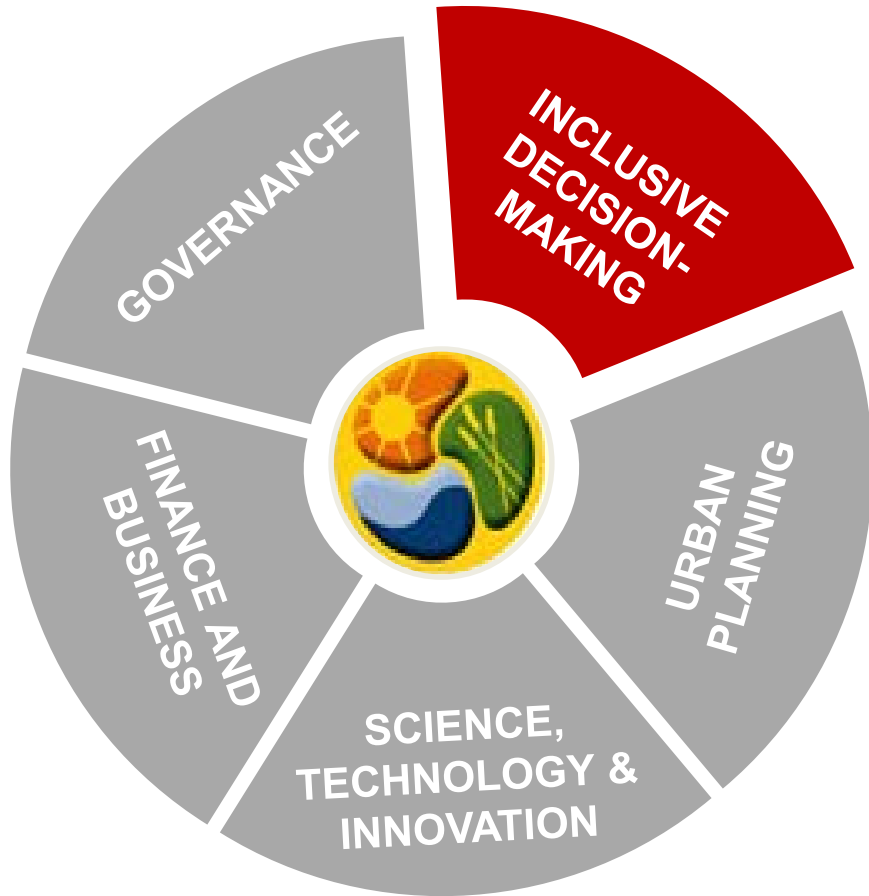 INCLUSIVE
DECISION-
MAKING
URBAN
PLANNING
SCIENCE,
TECHNOLOGY &
INNOVATION
FINANCE AND
BUSINESS
GOVERNANCE